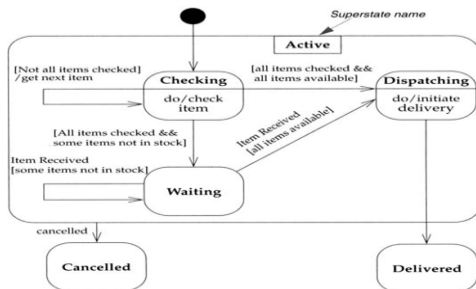 Superstate name
Active
[Not all items checked]
/get next item
Checking
do/check
item
[all items checked &&
all items available]
Dispatching
do/initiate
delivery
[All items checked &&
some items not in stock]
Item Received
[all items available]
Item Received
[some items not in stock]
Waiting
cancelled
Cancelled
Delivered